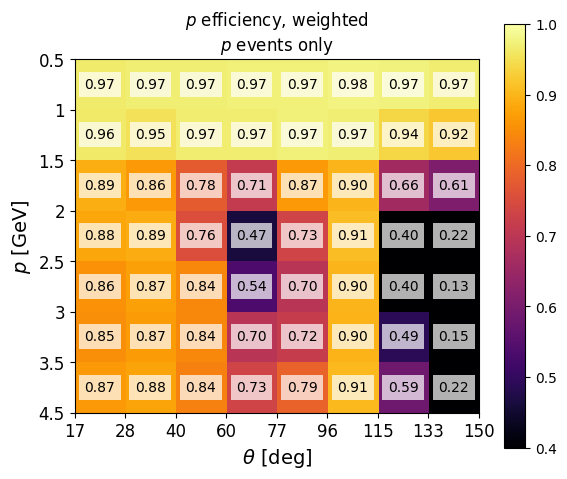 p efficiency, weighted
p events only
0.5
1
1.5
2
2.5
3
3.5
4.5
p [GeV]
0.97 0.97 0.97 0.97 0.97 0.98 0.97 0.97
0.96 0.95 0.97 0.97 0.97 0.97 0.94 0.92
0.89 0.86 0.78 0.71 0.87 0.90 0.66 0.61
0.88 0.89 0.76 0.47 0.73 0.91 0.40 0.22
0.86 0.87 0.84 0.54 0.70 0.90 0.40 0.13
0.85 0.87 0.84 0.70 0.72 0.90 0.49 0.15
0.87 0.88 0.84 0.73 0.79 0.91 0.59 0.22
17 28 40 60 77 96 115 133 150
θ [deg]
1.0
0.9
0.8
0.7
0.6
0.5
0.4